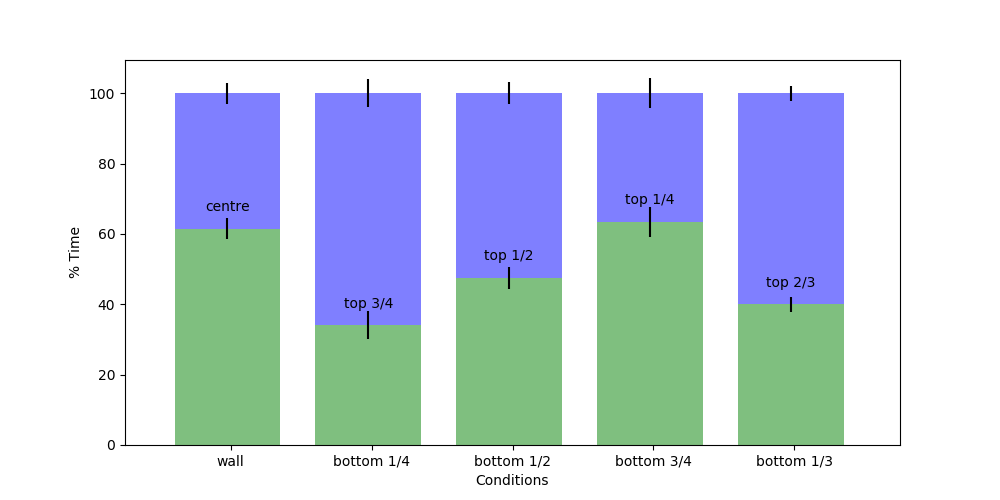 100
80
60
40
20
0
% Time
centre
top 3/4
top 1/2
top 1/4
top 2/3
wall
bottom 1/4
bottom 1/2
bottom 3/4
bottom 1/3
Conditions